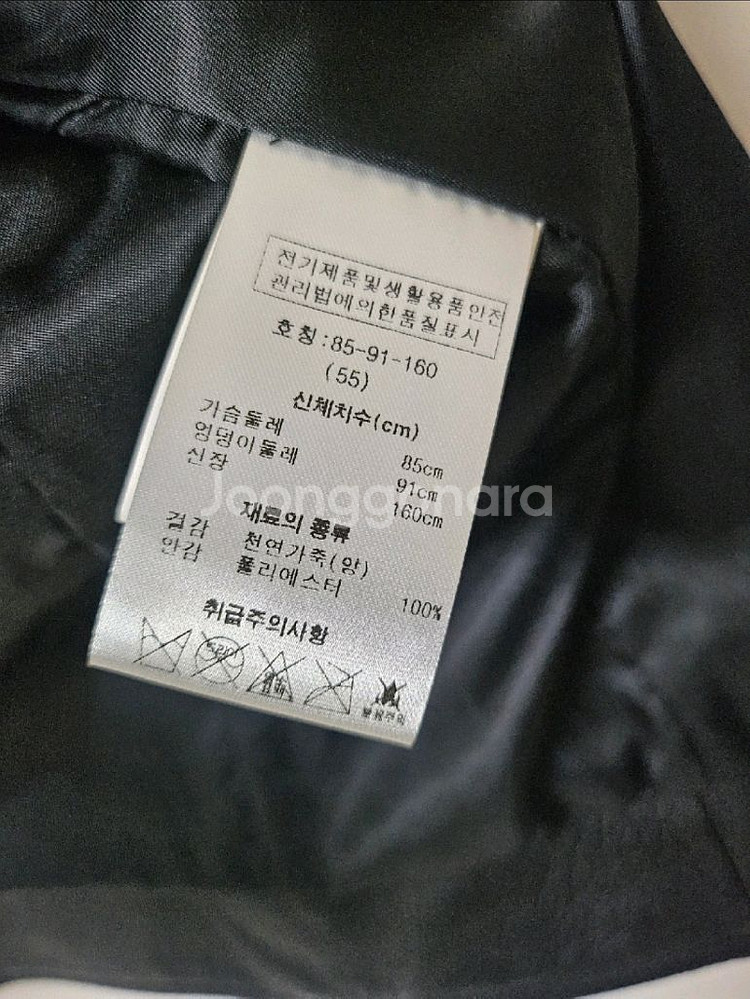 전기제품및생활용품안전
관리법에의한품질표시
호칭:85-91-160
(55)
신체치수(cm)
가슴둘레 85cm
엉덩이둘레 91cm
신장 160cm
재료의 종류
겉감 천연가죽(양)
안감 폴리에스터 100%
취급주의사항
드라이
Joonggonara